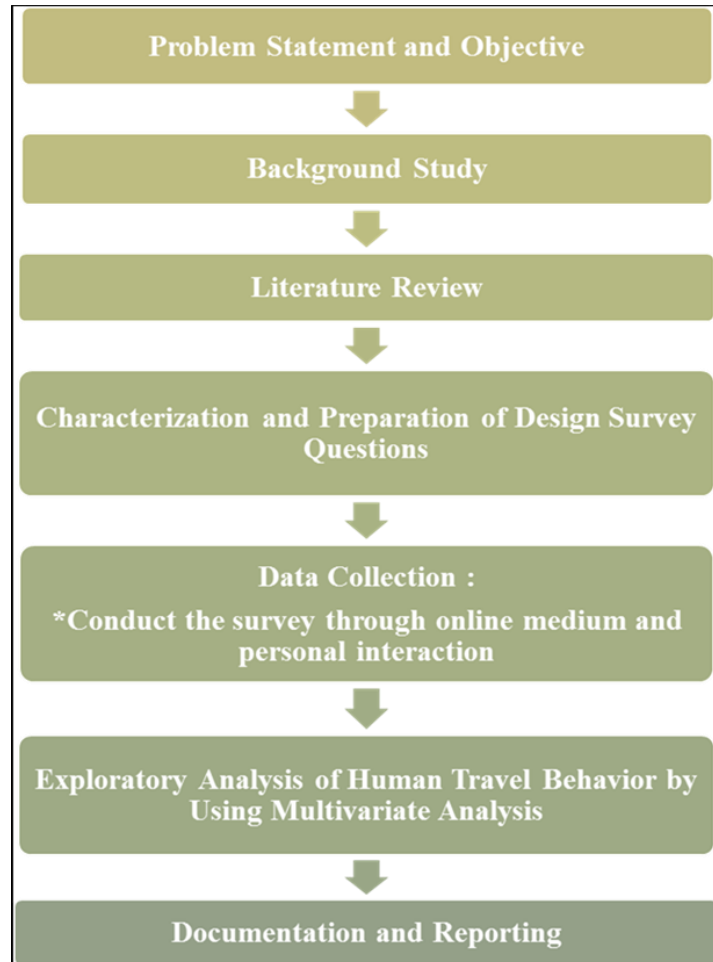 Problem Statement and Objective
Background Study
Literature Review
Characterization and Preparation of Design Survey
Questions
Data Collection :
*Conduct the survey through online medium and
personal interaction
Exploratory Analysis of Human Travel Behavior by
Using Multivariate Analysis
Documentation and Reporting